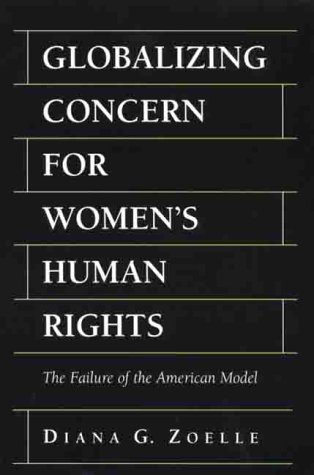 GLOBALIZING
CONCERN
FOR
WOMEN'S
HUMAN
RIGHTS
The Failure of the American Model
DIANA G. ZOELLE